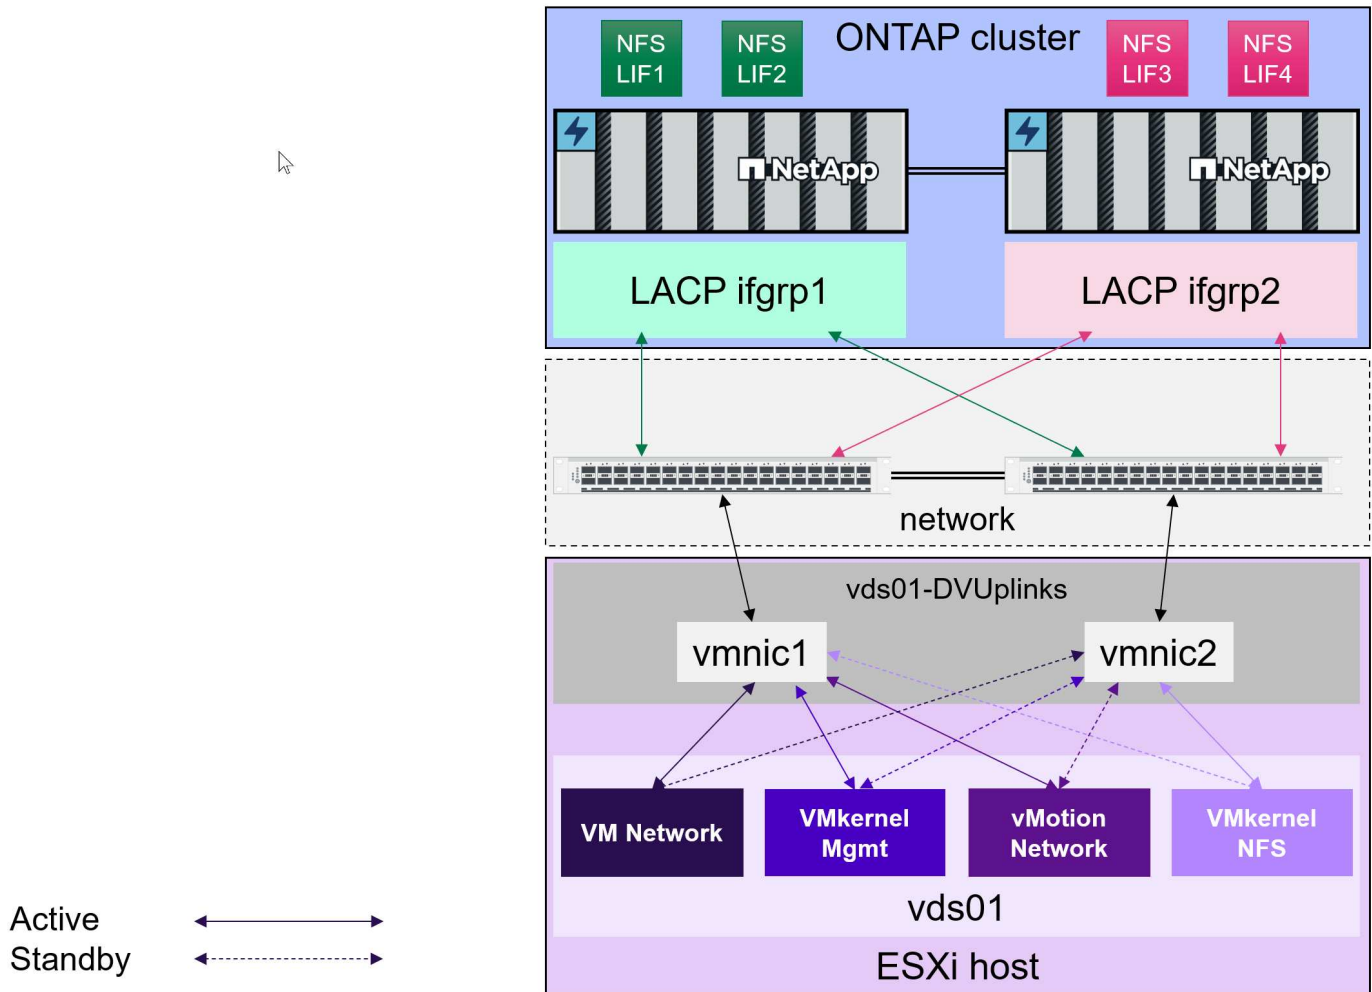 ONTAP cluster
NFS
LIF1
NFS
LIF2
NFS
LIF3
NFS
LIF4
NetApp
NetApp
LACP ifgrp1
LACP ifgrp2
network
vds01-DVUplinks
vmnic1
vmnic2
VM Network
VMkernel
Mgmt
vMotion
Network
VMkernel
NFS
vds01
ESXi host
Active
Standby